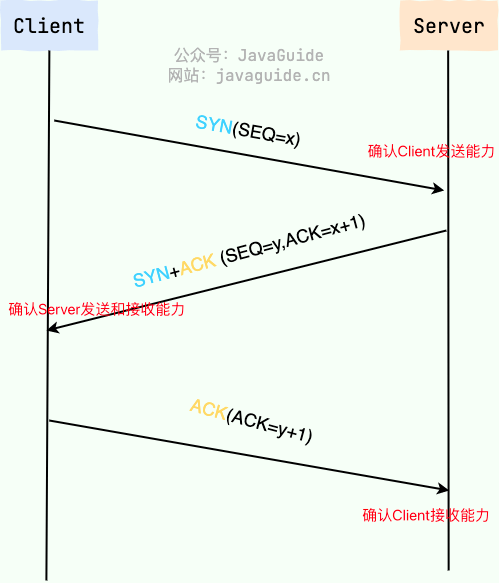 Client
Server
公众号：JavaGuide
网站：javaguide.cn
SYN(SEQ=x)
确认Client发送能力
SYN+ACK (SEQ=y,ACK=x+1)
确认Server发送和接收能力
ACK(ACK=y+1)
确认Client接收能力